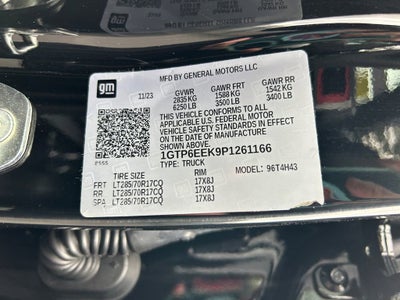 gm
MFD BY GENERAL MOTORS LLC
11/23 GVWR GAWR FRT GAWR RR
2835 KG 1588 KG 1542 KG
6250 LB 3500 LB 3400 LB
THIS VEHICLE CONFORMS TO ALL
APPLICABLE U.S. FEDERAL MOTOR
VEHICLE SAFETY STANDARDS IN EFFECT
ON THE DATE OF MANUFACTURE
SHOWN ABOVE.
1GTP6EEK9P1261166
TYPE: TRUCK
TIRE SIZE RIM MODEL: 96T4H43
FRT LT285/70R17CQ 17X8J
RR LT285/70R17CQ 17X8J
SPA LT285/70R17CQ 17X8J